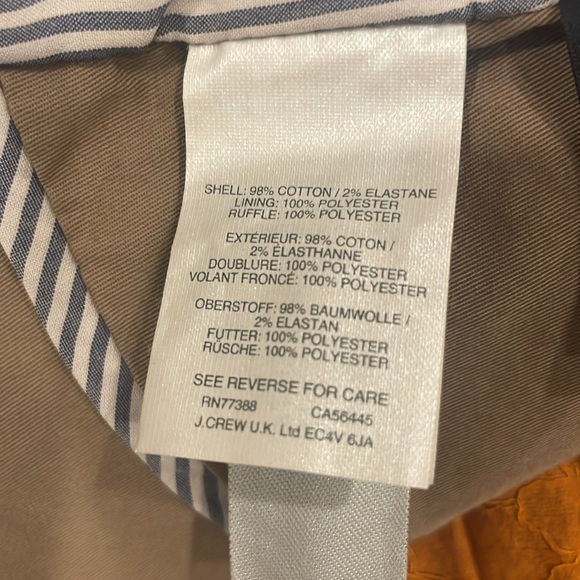 SHELL: 98% COTTON / 2% ELASTANE
LINING: 100% POLYESTER
RUFFLE: 100% POLYESTER
EXTÉRIEUR: 98% COTON /
2% ÉLASTHANNE
DOUBLURE: 100% POLYESTER
VOLANT FRONCÉ: 100% POLYESTER
OBERSTOFF: 98% BAUMWOLLE /
2% ELASTAN
FUTTER: 100% POLYESTER
RÜSCHE: 100% POLYESTER
SEE REVERSE FOR CARE
RN77388 CA56445
J.CREW U.K. Ltd EC4V 6JA